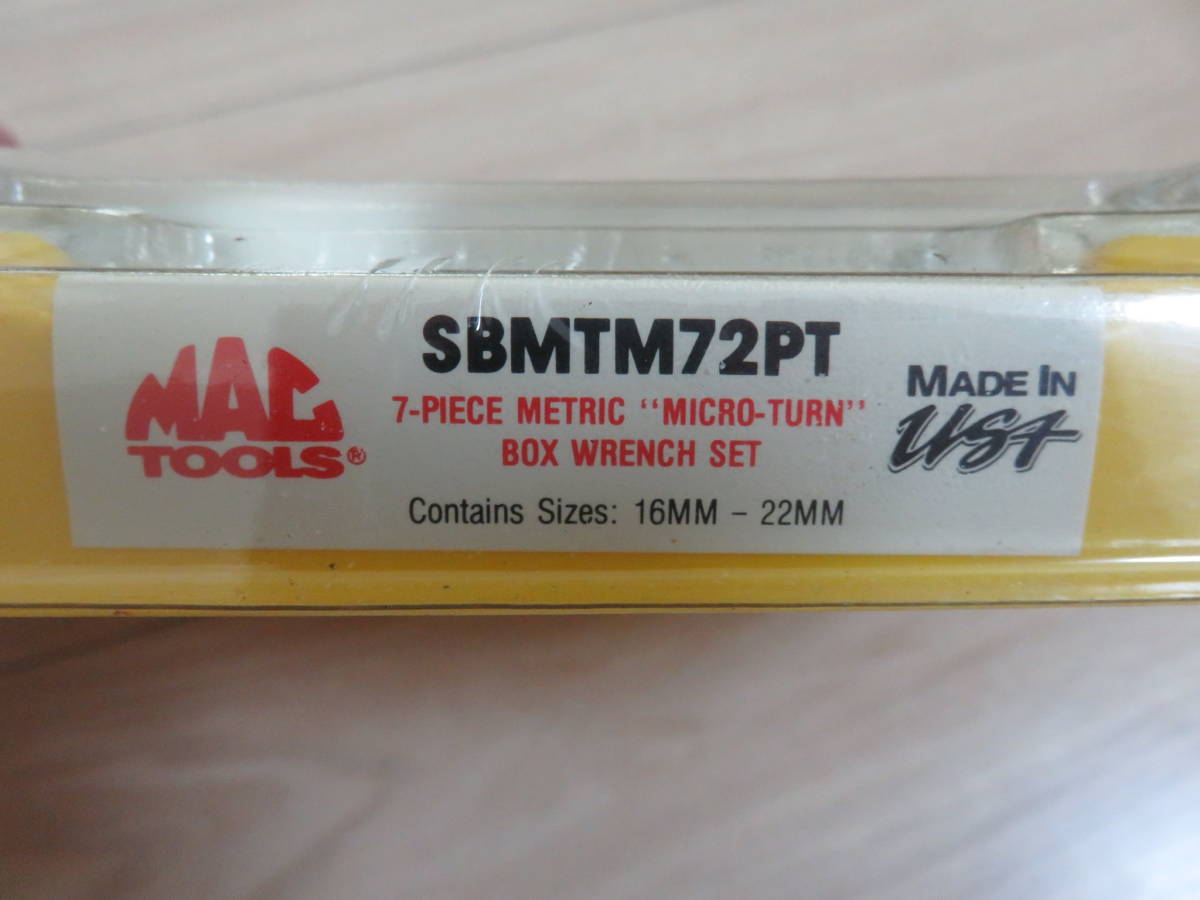 MAC
TOOLS®
SBMTM72PT
7-PIECE METRIC "MICRO-TURN"
BOX WRENCH SET
Contains Sizes: 16MM – 22MM
MADE IN
USA